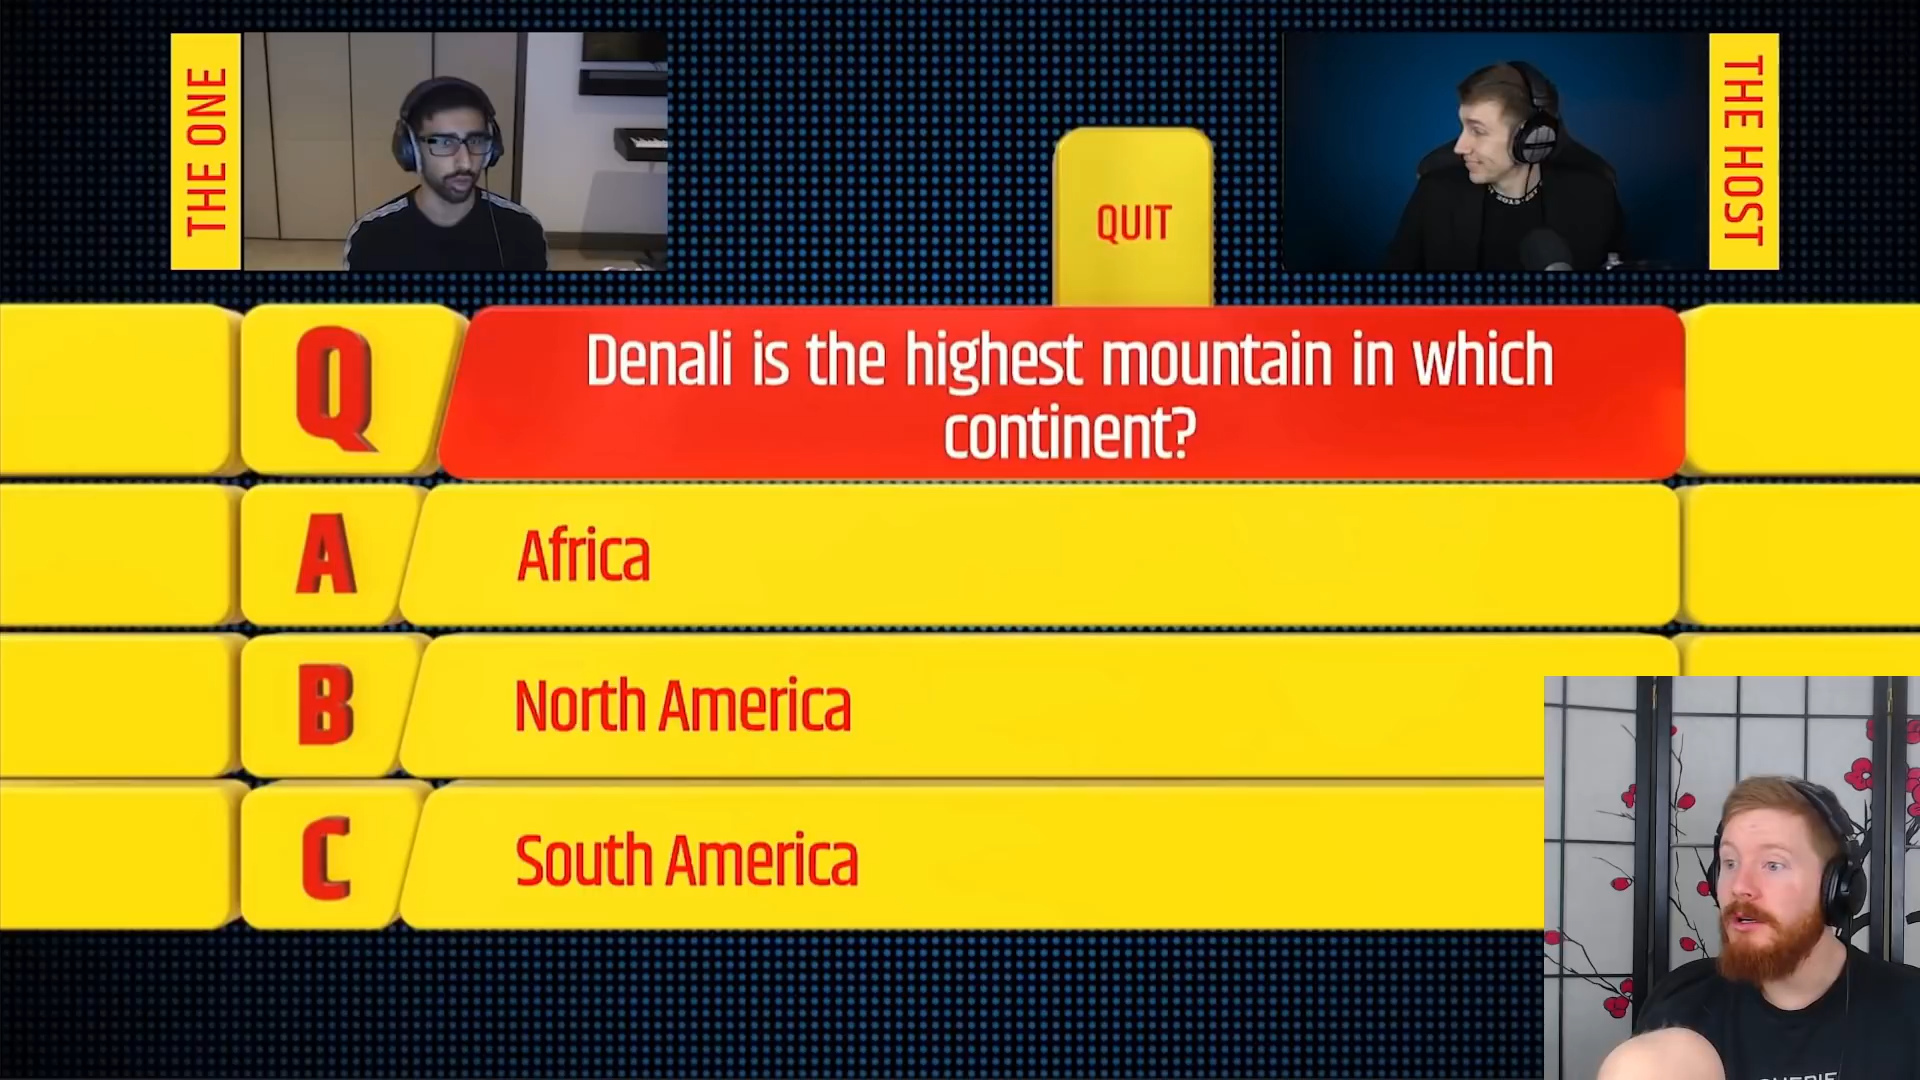 THE ONE
THE HOST
QUIT
Q
Denali is the highest mountain in which
continent?
A
Africa
B
North America
C
South America